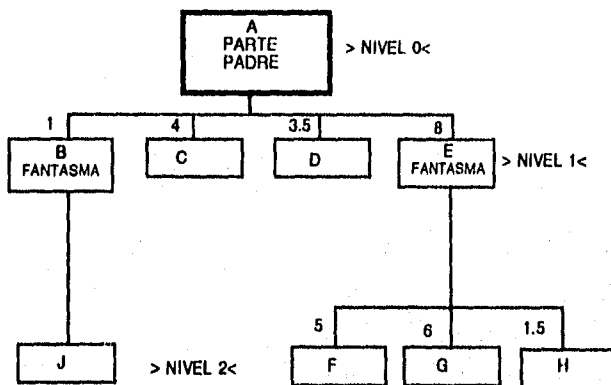 A
PARTE
PADRE
> NIVEL 0<
1
4
3.5
8
B
FANTASMA
C
D
E
FANTASMA
> NIVEL 1<
5
6
1.5
J
> NIVEL 2<
F
G
H